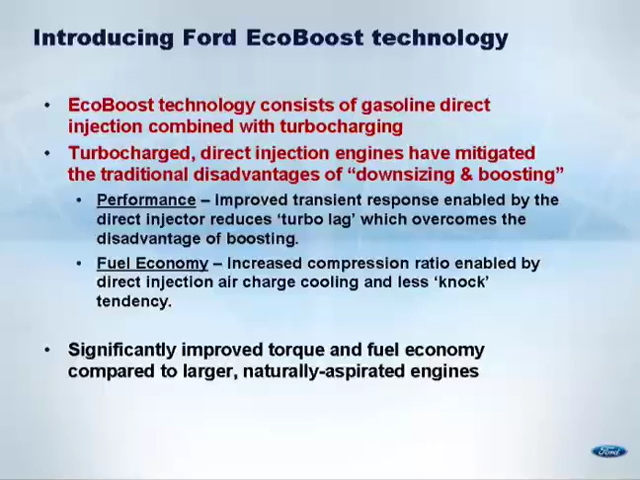 Introducing Ford EcoBoost technology
• EcoBoost technology consists of gasoline direct
injection combined with turbocharging
• Turbocharged, direct injection engines have mitigated
the traditional disadvantages of “downsizing & boosting”
• Performance – Improved transient response enabled by the
direct injector reduces ‘turbo lag’ which overcomes the
disadvantage of boosting.
• Fuel Economy – Increased compression ratio enabled by
direct injection air charge cooling and less ‘knock’
tendency.
• Significantly improved torque and fuel economy
compared to larger, naturally-aspirated engines
Ford